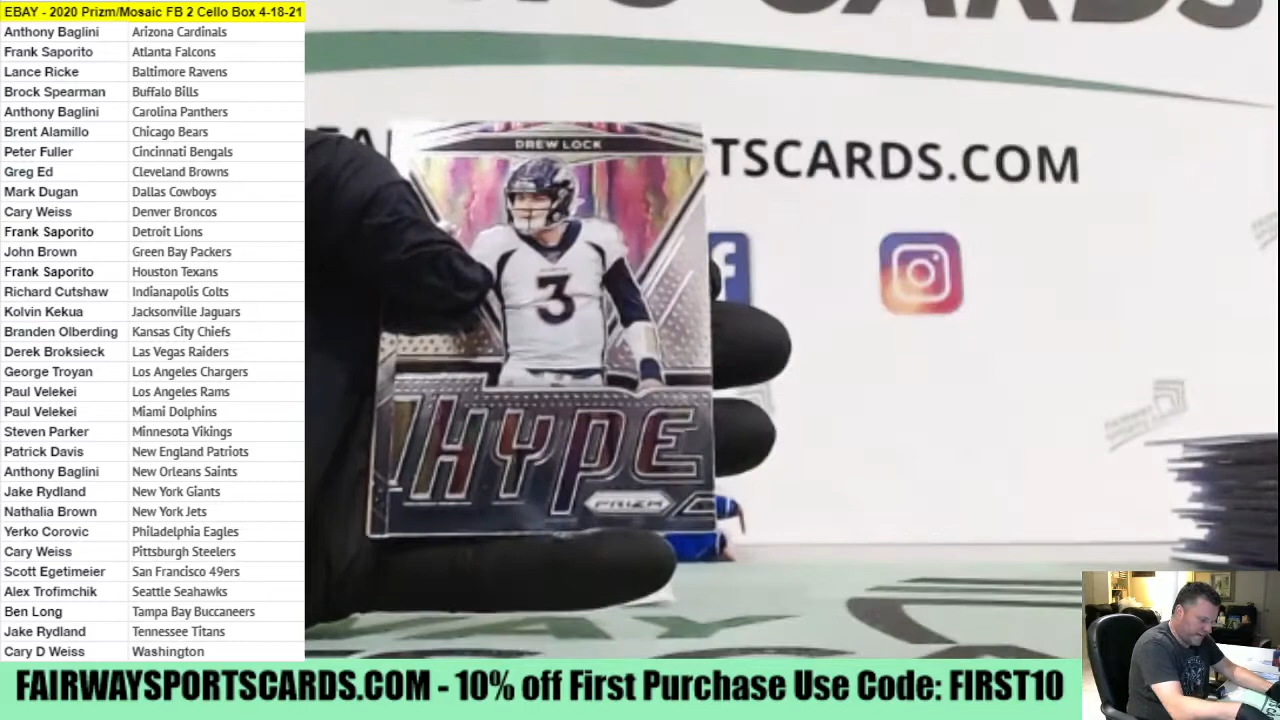 EBAY - 2020 Prizm/Mosaic FB 2 Cello Box 4-18-21
Anthony Baglini Arizona Cardinals
Frank Saporito Atlanta Falcons
Lance Ricke Baltimore Ravens
Brock Spearman Buffalo Bills
Anthony Baglini Carolina Panthers
Brent Alamillo Chicago Bears
Peter Fuller Cincinnati Bengals
Greg Ed Cleveland Browns
Mark Dugan Dallas Cowboys
Cary Weiss Denver Broncos
Frank Saporito Detroit Lions
John Brown Green Bay Packers
Frank Saporito Houston Texans
Richard Cutshaw Indianapolis Colts
Kolvin Kekua Jacksonville Jaguars
Branden Olberding Kansas City Chiefs
Derek Broksieck Las Vegas Raiders
George Troyan Los Angeles Chargers
Paul Velekei Los Angeles Rams
Paul Velekei Miami Dolphins
Steven Parker Minnesota Vikings
Patrick Davis New England Patriots
Anthony Baglini New Orleans Saints
Jake Rydland New York Giants
Nathalia Brown New York Jets
Yerko Corovic Philadelphia Eagles
Cary Weiss Pittsburgh Steelers
Scott Egetimeier San Francisco 49ers
Alex Trofimchik Seattle Seahawks
Ben Long Tampa Bay Buccaneers
Jake Rydland Tennessee Titans
Cary D Weiss Washington
CARDS
TSCARDS.COM
DREW LOCK
3
HYPE
PRIZM
FAIRWAYSPORTSCARDS.COM - 10% off First Purchase Use Code: FIRST10